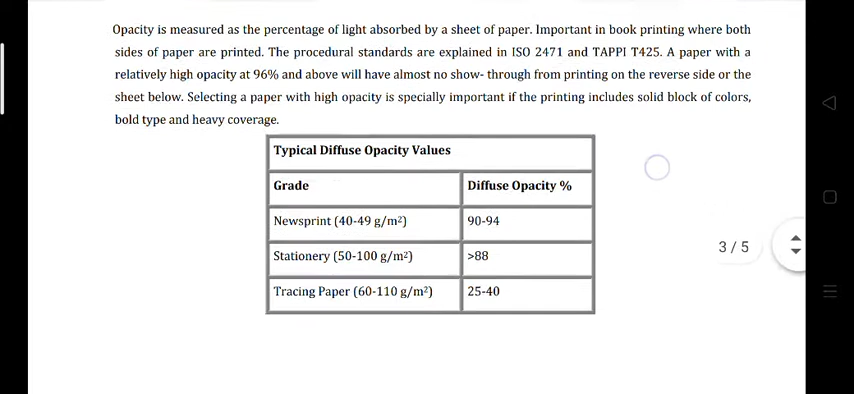 Opacity is measured as the percentage of light absorbed by a sheet of paper. Important in book printing where both
sides of paper are printed. The procedural standards are explained in ISO 2471 and TAPPI T425. A paper with a
relatively high opacity at 96% and above will have almost no show- through from printing on the reverse side or the
sheet below. Selecting a paper with high opacity is specially important if the printing includes solid block of colors,
bold type and heavy coverage.
Typical Diffuse Opacity Values
Grade Diffuse Opacity %
Newsprint (40-49 g/m²) 90-94
Stationery (50-100 g/m²) >88
Tracing Paper (60-110 g/m²) 25-40
3 / 5